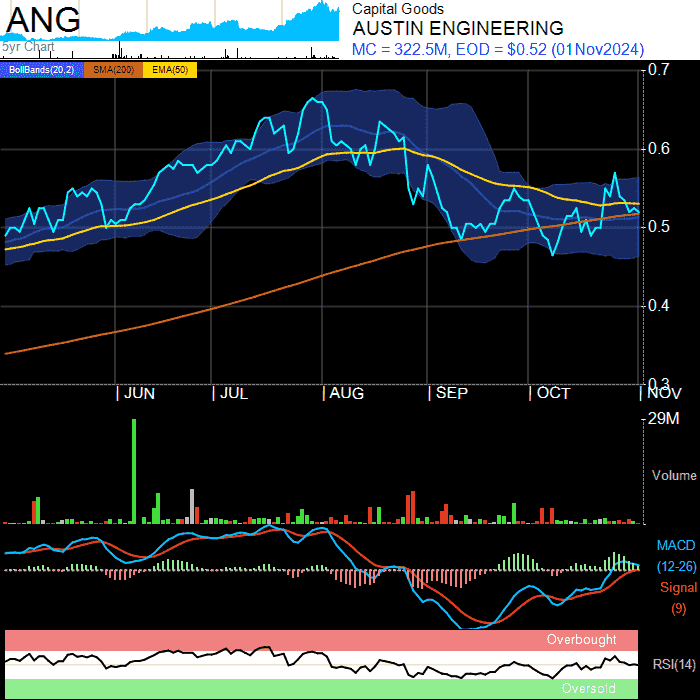 ANG
5yr Chart
Capital Goods
AUSTIN ENGINEERING
MC = 322.5M, EOD = $0.52 (01Nov2024)
BollBands(20,2) SMA(200) EMA(50)
0.7
0.6
0.5
0.4
0.3
JUN JUL AUG SEP OCT NOV
29M
Volume
MACD
(12-26)
Signal
(9)
Overbought
RSI(14)
Oversold